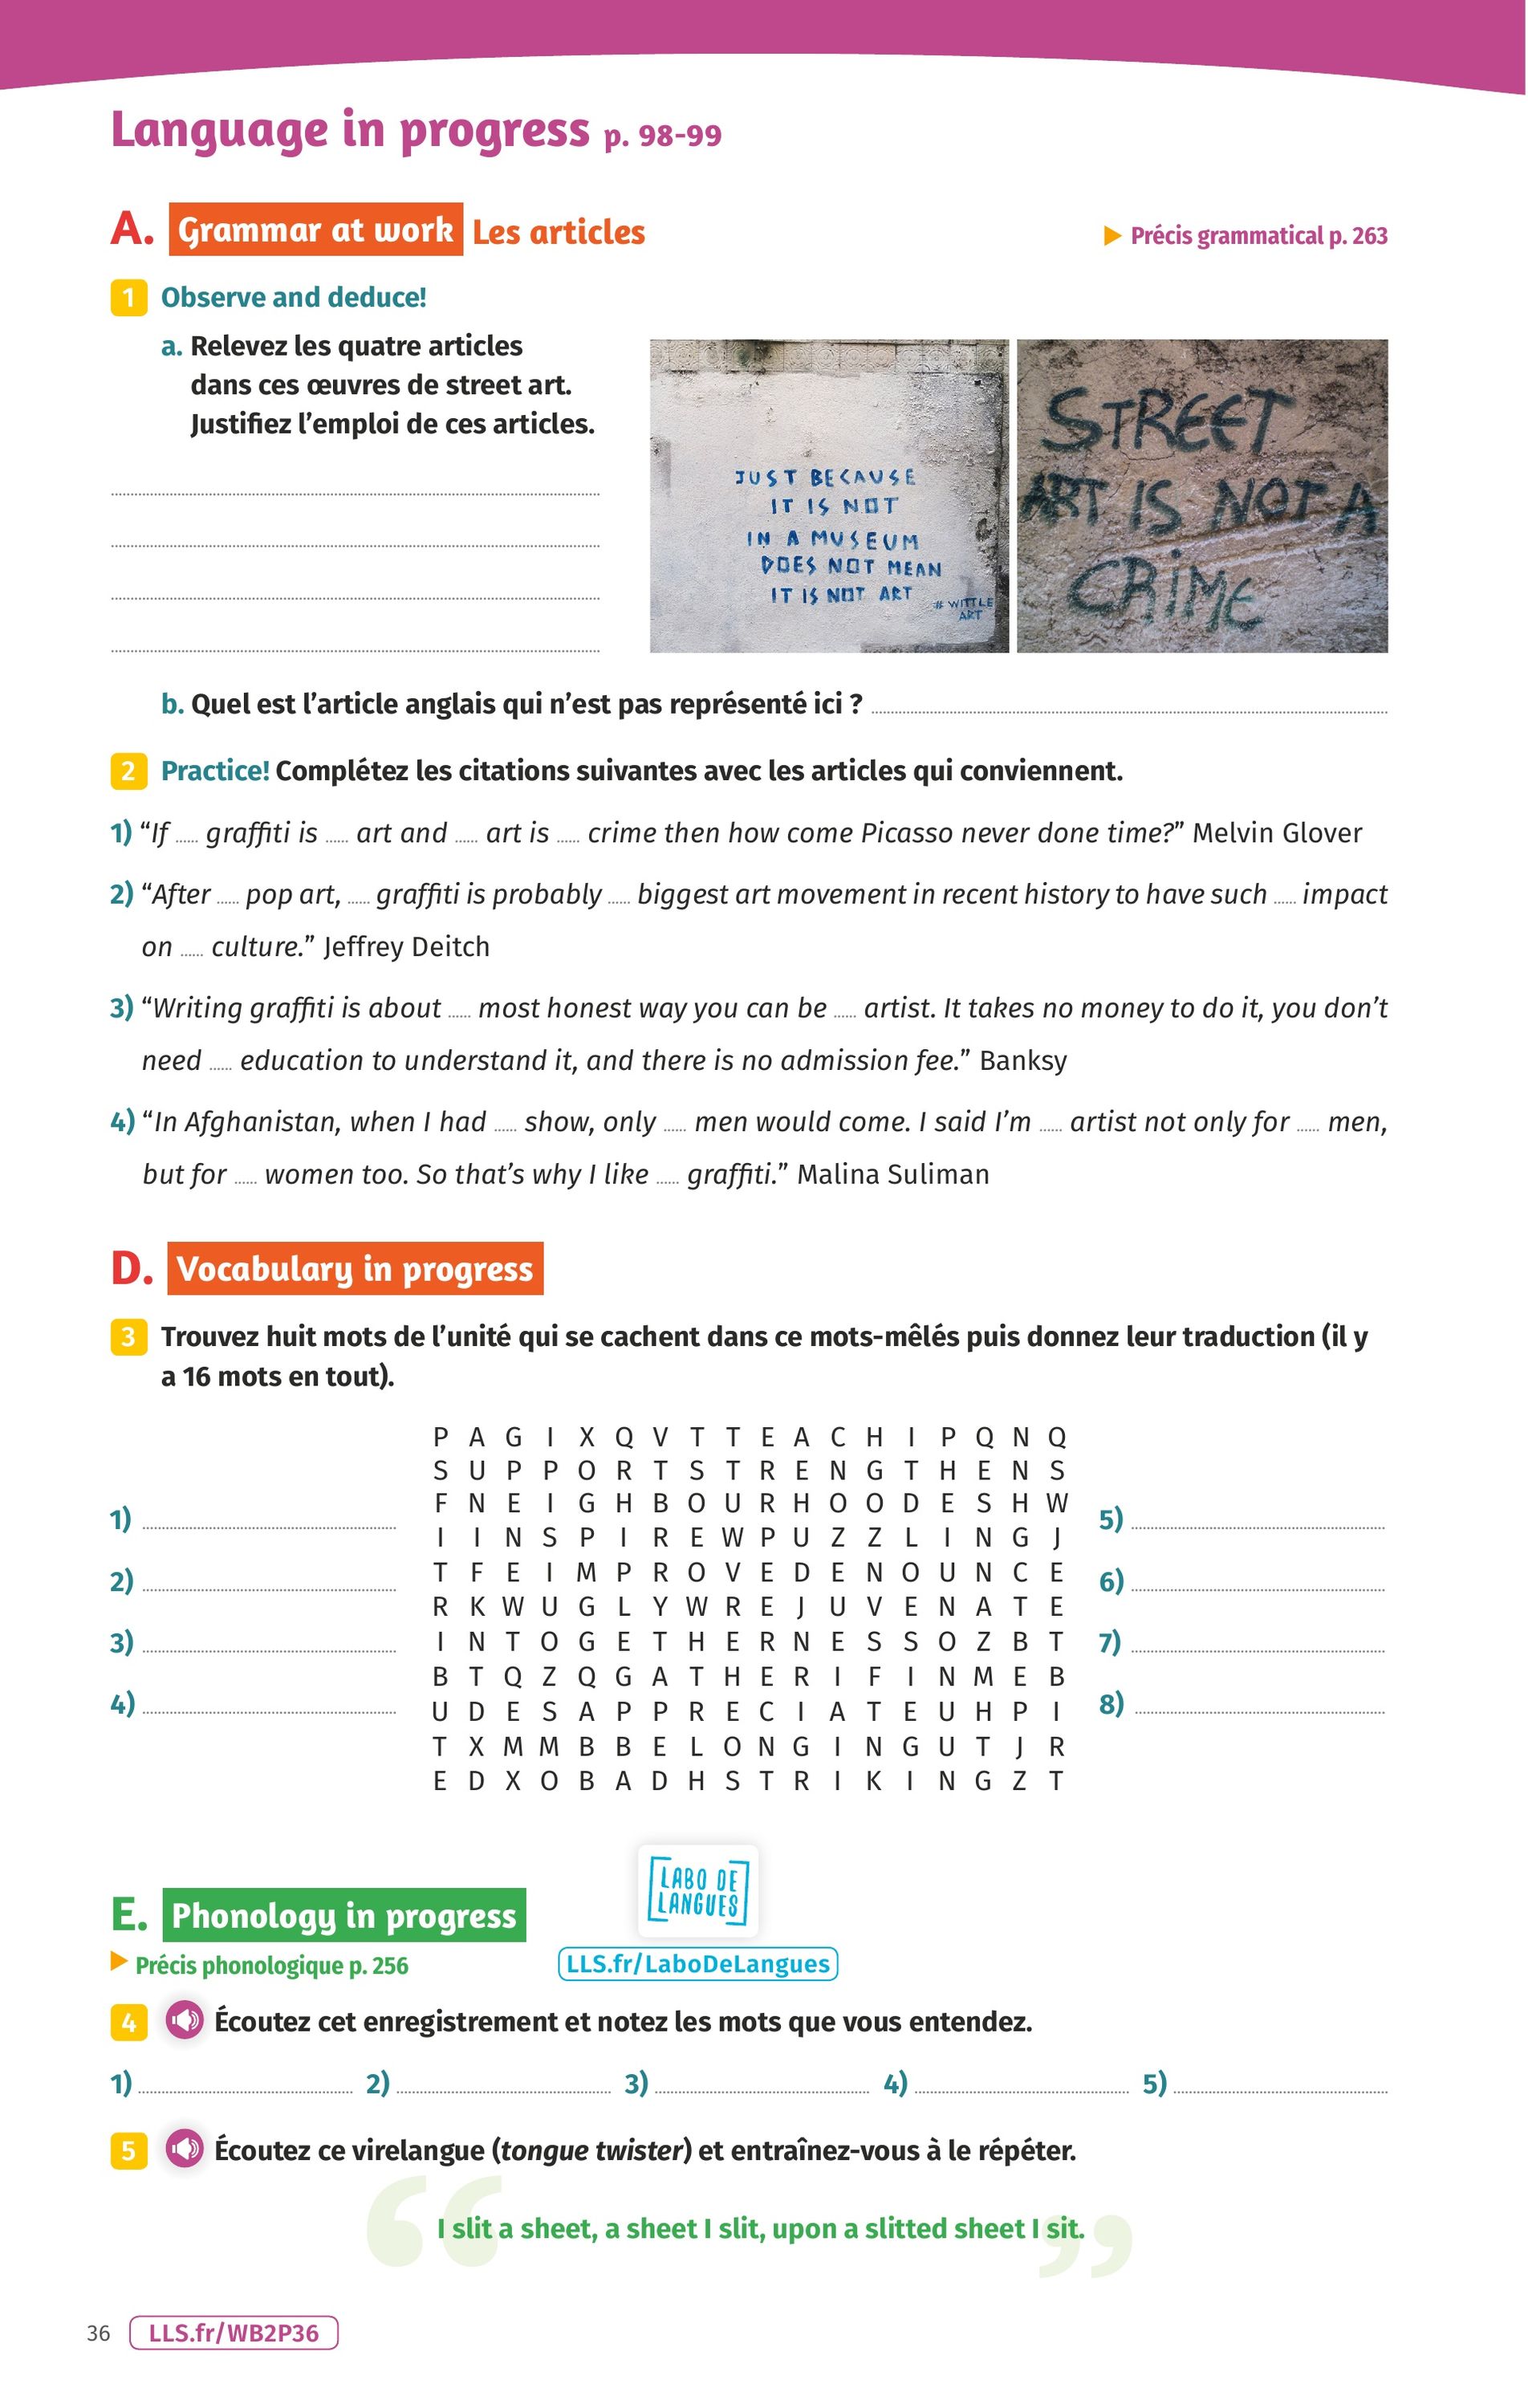 Language in progress p. 98-99
A. Grammar at work Les articles
▶ Précis grammatical p. 263
1 Observe and deduce!
a. Relevez les quatre articles
dans ces œuvres de street art.
Justifiez l’emploi de ces articles.
JUST BECAUSE
IT IS NOT
IN A MUSEUM
DOES NOT MEAN
IT IS NOT ART
# WITTLE
ART
STREET
ART IS NOT A
CRIME
b. Quel est l’article anglais qui n’est pas représenté ici ? ......
2 Practice! Complétez les citations suivantes avec les articles qui conviennent.
1) “If ...... graffiti is ...... art and ...... art is ...... crime then how come Picasso never done time?” Melvin Glover
2) “After ...... pop art, ...... graffiti is probably ...... biggest art movement in recent history to have such ...... impact
on ...... culture.” Jeffrey Deitch
3) “Writing graffiti is about ...... most honest way you can be ...... artist. It takes no money to do it, you don’t
need ...... education to understand it, and there is no admission fee.” Banksy
4) “In Afghanistan, when I had ...... show, only ...... men would come. I said I’m ...... artist not only for ...... men,
but for ...... women too. So that’s why I like ...... graffiti.” Malina Suliman
D. Vocabulary in progress
3 Trouvez huit mots de l’unité qui se cachent dans ce mots-mêlés puis donnez leur traduction (il y
a 16 mots en tout).
1) ......
2) ......
3) ......
4) ......
P A G I X Q V T T E A C H I P Q N Q
S U P P O R T S T R E N G T H E N S
F N E I G H B O U R H O O D E S H W
I I N S P I R E W P U Z Z L I N G J
T F E I M P R O V E D E N O U N C E
R K W U G L Y W R E J U V E N A T E
I N T O G E T H E R N E S S O Z B T
B T Q Z Q G A T H E R I F I N M E B
U D E S A P P R E C I A T E U H P I
T X M M B B E L O N G I N G U T J R
E D X O B A D H S T R I K I N G Z T
5) ......
6) ......
7) ......
8) ......
E. Phonology in progress
▶ Précis phonologique p. 256
LABO DE
LANGUES
LLS.fr/LaboDeLangues
4 Écoutez cet enregistrement et notez les mots que vous entendez.
1) ...... 2) ...... 3) ...... 4) ...... 5) ......
5 Écoutez ce virelangue (tongue twister) et entraînez-vous à le répéter.
“I slit a sheet, a sheet I slit, upon a slitted sheet I sit.”
36 LLS.fr/WB2P36